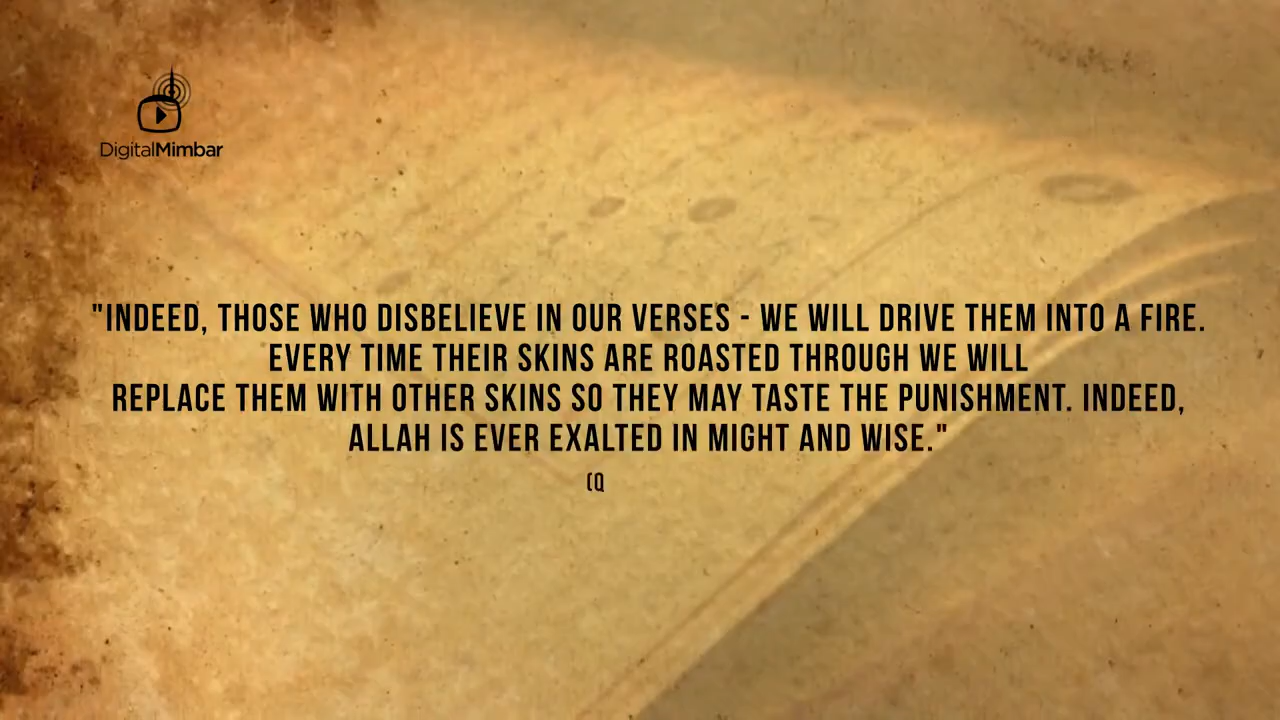 DigitalMimbar
"INDEED, THOSE WHO DISBELIEVE IN OUR VERSES - WE WILL DRIVE THEM INTO A FIRE.
EVERY TIME THEIR SKINS ARE ROASTED THROUGH WE WILL
REPLACE THEM WITH OTHER SKINS SO THEY MAY TASTE THE PUNISHMENT. INDEED,
ALLAH IS EVER EXALTED IN MIGHT AND WISE."
(Q